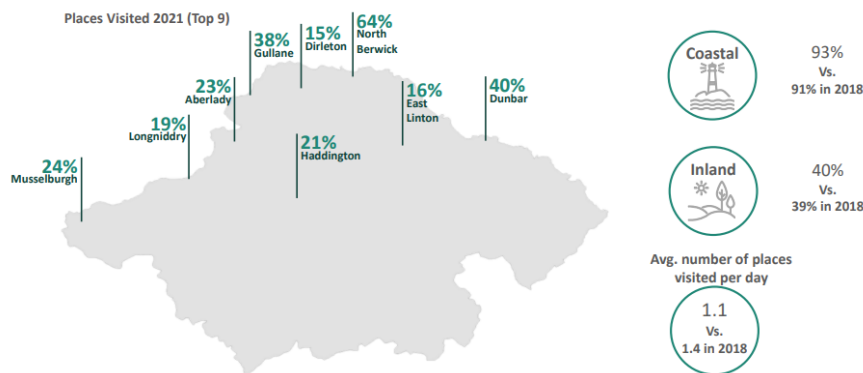 Places Visited 2021 (Top 9)
64%
North
Berwick
15%
Dirleton
38%
Gullane
23%
Aberlady
16%
East
Linton
40%
Dunbar
19%
Longniddry
21%
Haddington
24%
Musselburgh
Coastal
93%
Vs.
91% in 2018
Inland
40%
Vs.
39% in 2018
Avg. number of places
visited per day
1.1
Vs.
1.4 in 2018